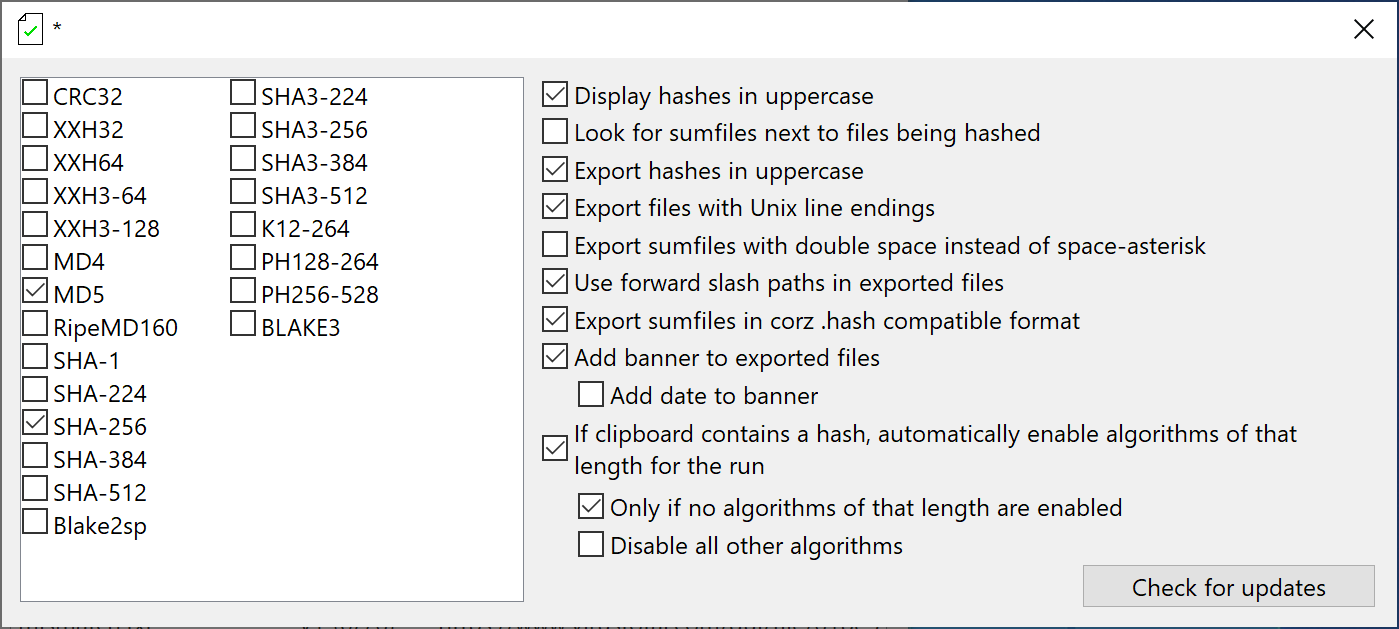 *
CRC32
XXH32
XXH64
XXH3-64
XXH3-128
MD4
MD5
RipeMD160
SHA-1
SHA-224
SHA-256
SHA-384
SHA-512
Blake2sp
SHA3-224
SHA3-256
SHA3-384
SHA3-512
K12-264
PH128-264
PH256-528
BLAKE3
Display hashes in uppercase
Look for sumfiles next to files being hashed
Export hashes in uppercase
Export files with Unix line endings
Export sumfiles with double space instead of space-asterisk
Use forward slash paths in exported files
Export sumfiles in corz .hash compatible format
Add banner to exported files
Add date to banner
If clipboard contains a hash, automatically enable algorithms of that
length for the run
Only if no algorithms of that length are enabled
Disable all other algorithms
Check for updates